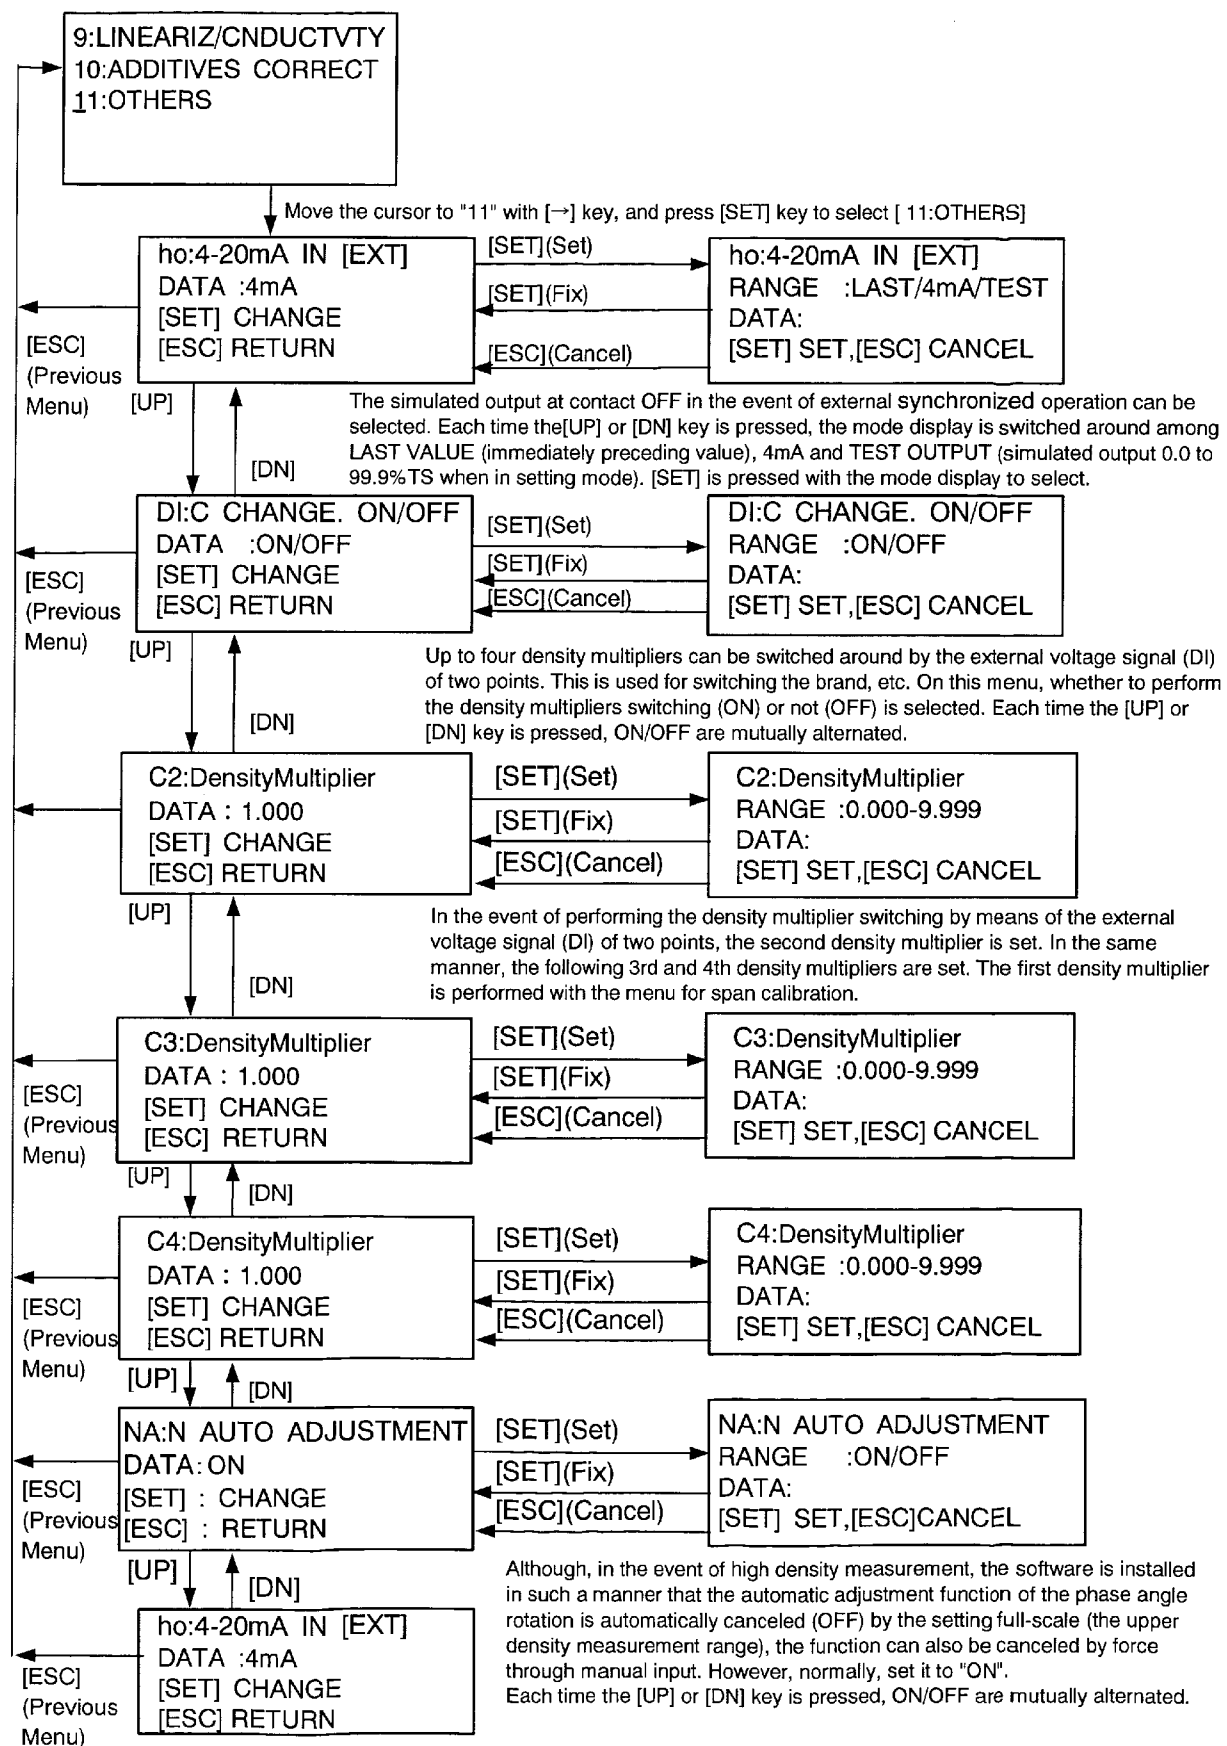 9:LINEARIZ/CNDUCTVTY
10:ADDITIVES CORRECT
11:OTHERS
Move the cursor to "11" with [→] key, and press [SET] key to select [ 11:OTHERS]
ho:4-20mA IN [EXT]
DATA :4mA
[SET] CHANGE
[ESC] RETURN
[SET](Set)
[SET](Fix)
[ESC](Cancel)
ho:4-20mA IN [EXT]
RANGE :LAST/4mA/TEST
DATA:
[SET] SET,[ESC] CANCEL
[ESC]
(Previous
Menu)
[UP]
[DN]
The simulated output at contact OFF in the event of external synchronized operation can be
selected. Each time the[UP] or [DN] key is pressed, the mode display is switched around among
LAST VALUE (immediately preceding value), 4mA and TEST OUTPUT (simulated output 0.0 to
99.9%TS when in setting mode). [SET] is pressed with the mode display to select.
DI:C CHANGE. ON/OFF
DATA :ON/OFF
[SET] CHANGE
[ESC] RETURN
[SET](Set)
[SET](Fix)
[ESC](Cancel)
DI:C CHANGE. ON/OFF
RANGE :ON/OFF
DATA:
[SET] SET,[ESC] CANCEL
[ESC]
(Previous
Menu)
[UP]
[DN]
Up to four density multipliers can be switched around by the external voltage signal (DI)
of two points. This is used for switching the brand, etc. On this menu, whether to perform
the density multipliers switching (ON) or not (OFF) is selected. Each time the [UP] or
[DN] key is pressed, ON/OFF are mutually alternated.
C2:DensityMultiplier
DATA : 1.000
[SET] CHANGE
[ESC] RETURN
[SET](Set)
[SET](Fix)
[ESC](Cancel)
C2:DensityMultiplier
RANGE :0.000-9.999
DATA:
[SET] SET,[ESC] CANCEL
[UP]
[DN]
In the event of performing the density multiplier switching by means of the external
voltage signal (DI) of two points, the second density multiplier is set. In the same
manner, the following 3rd and 4th density multipliers are set. The first density multiplier
is performed with the menu for span calibration.
C3:DensityMultiplier
DATA : 1.000
[SET] CHANGE
[ESC] RETURN
[SET](Set)
[SET](Fix)
[ESC](Cancel)
C3:DensityMultiplier
RANGE :0.000-9.999
DATA:
[SET] SET,[ESC] CANCEL
[ESC]
(Previous
Menu)
[UP]
[DN]
C4:DensityMultiplier
DATA : 1.000
[SET] CHANGE
[ESC] RETURN
[SET](Set)
[SET](Fix)
[ESC](Cancel)
C4:DensityMultiplier
RANGE :0.000-9.999
DATA:
[SET] SET,[ESC] CANCEL
[ESC]
(Previous
Menu)
[UP]
[DN]
NA:N AUTO ADJUSTMENT
DATA:ON
[SET] : CHANGE
[ESC] : RETURN
[SET](Set)
[SET](Fix)
[ESC](Cancel)
NA:N AUTO ADJUSTMENT
RANGE :ON/OFF
DATA:
[SET] SET,[ESC]CANCEL
[ESC]
(Previous
Menu)
[UP]
[DN]
Although, in the event of high density measurement, the software is installed
in such a manner that the automatic adjustment function of the phase angle
rotation is automatically canceled (OFF) by the setting full-scale (the upper
density measurement range), the function can also be canceled by force
through manual input. However, normally, set it to "ON".
Each time the [UP] or [DN] key is pressed, ON/OFF are mutually alternated.
ho:4-20mA IN [EXT]
DATA :4mA
[SET] CHANGE
[ESC] RETURN
[ESC]
(Previous
Menu)